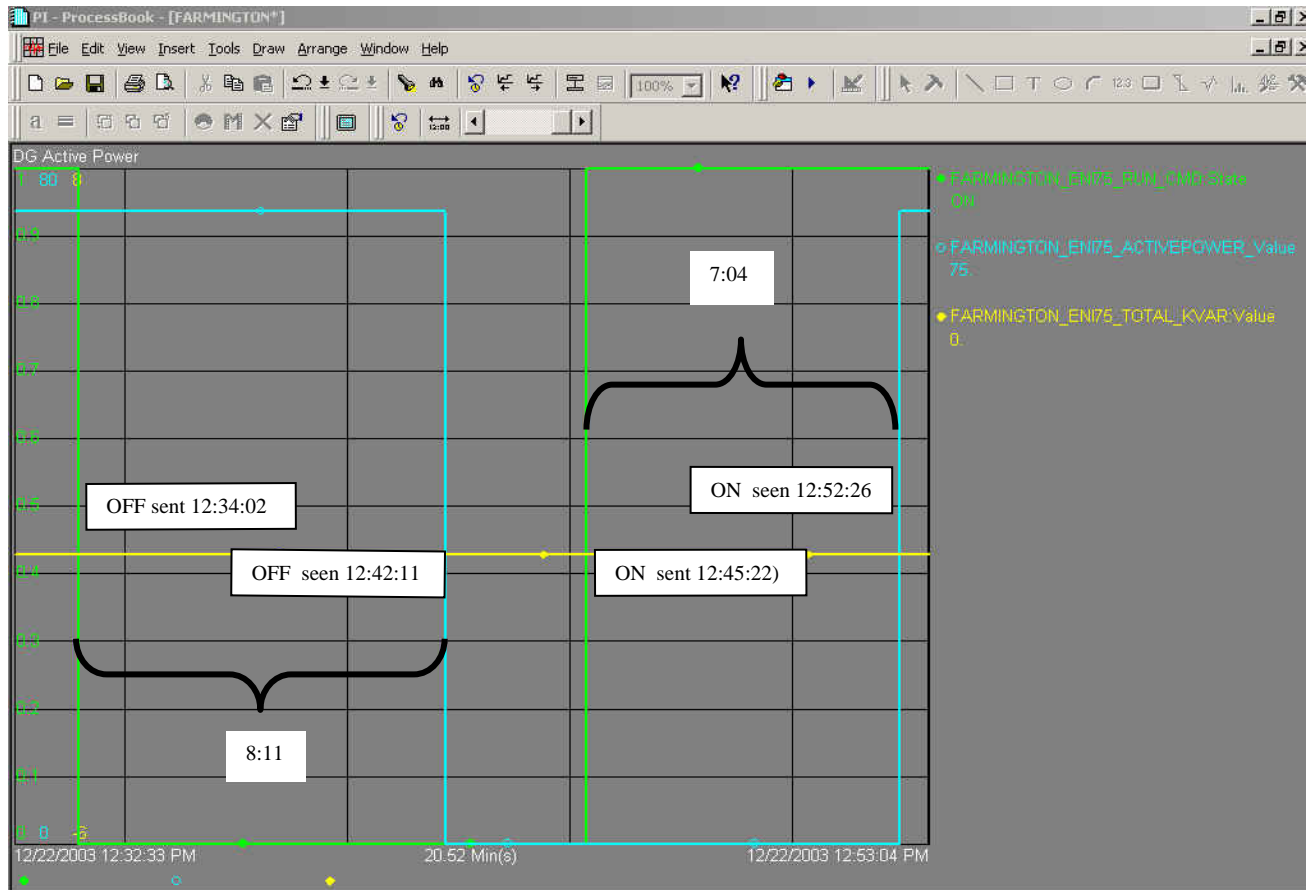 PI - ProcessBook - [FARMINGTON*]
File Edit View Insert Tools Draw Arrange Window Help
100%
12:00
DG Active Power
1 80 8
0.9
0.8
0.7
0.6
0.5
0.4
0.3
0.2
0.1
0 0 -6
FARMINGTON_ENI75_RUN_CMD:State
ON
FARMINGTON_ENI75_ACTIVEPOWER_Value
75.
FARMINGTON_ENI75_TOTAL_KVAR:Value
0.
7:04
OFF sent 12:34:02
ON seen 12:52:26
OFF seen 12:42:11
ON sent 12:45:22)
8:11
12/22/2003 12:32:33 PM 20.52 Min(s) 12/22/2003 12:53:04 PM